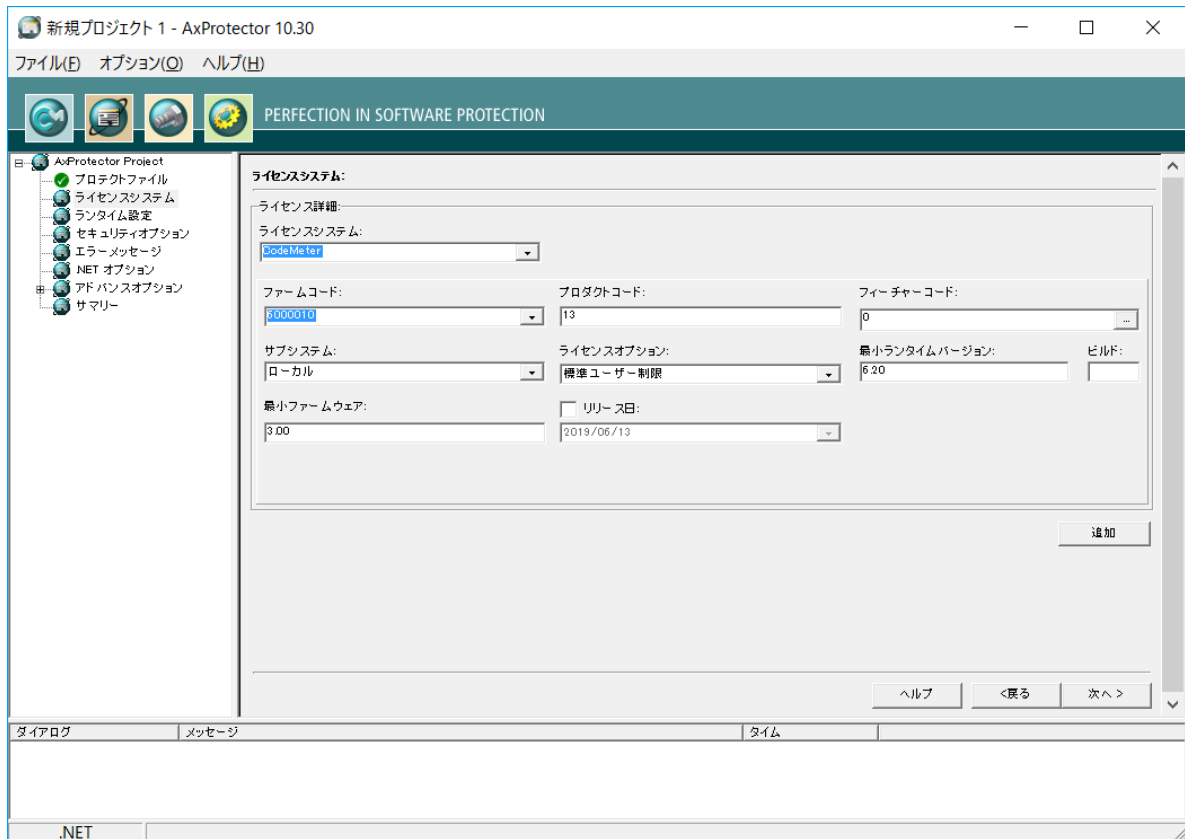 新規プロジェクト 1 - AxProtector 10.30
ファイル(F) オプション(O) ヘルプ(H)
PERFECTION IN SOFTWARE PROTECTION
AxProtector Project
プロテクトファイル
ライセンスシステム
ランタイム設定
セキュリティオプション
エラーメッセージ
.NET オプション
アドバンスオプション
サマリー
ライセンスシステム:
ライセンス詳細:
ライセンスシステム:
CodeMeter
ファームコード: プロダクトコード: フィーチャーコード:
6000010 13 0 ...
サブシステム: ライセンスオプション: 最小ランタイムバージョン: ビルド:
ローカル 標準ユーザー制限 6.20
最小ファームウェア: リリース日:
3.00 2019/06/13
追加
ヘルプ <戻る 次へ >
ダイアログ メッセージ タイム
.NET